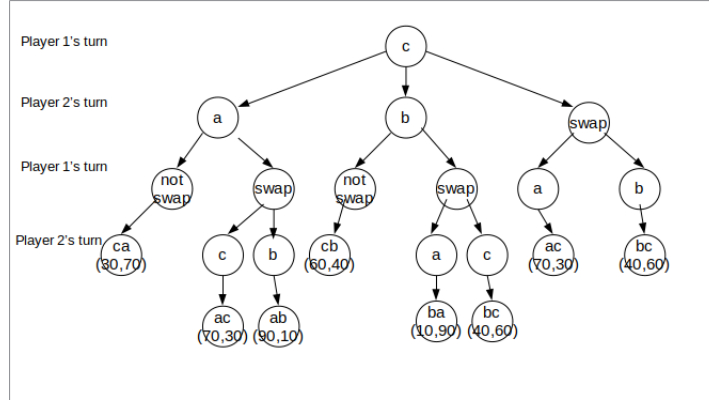 Player 1's turn
c
Player 2's turn
a
b
swap
Player 1's turn
not
swap
swap
not
swap
swap
a
b
Player 2's turn
ca
(30,70)
c
b
cb
(60,40)
a
c
ac
(70,30)
bc
(40,60)
ac
(70,30)
ab
(90,10)
ba
(10,90)
bc
(40,60)